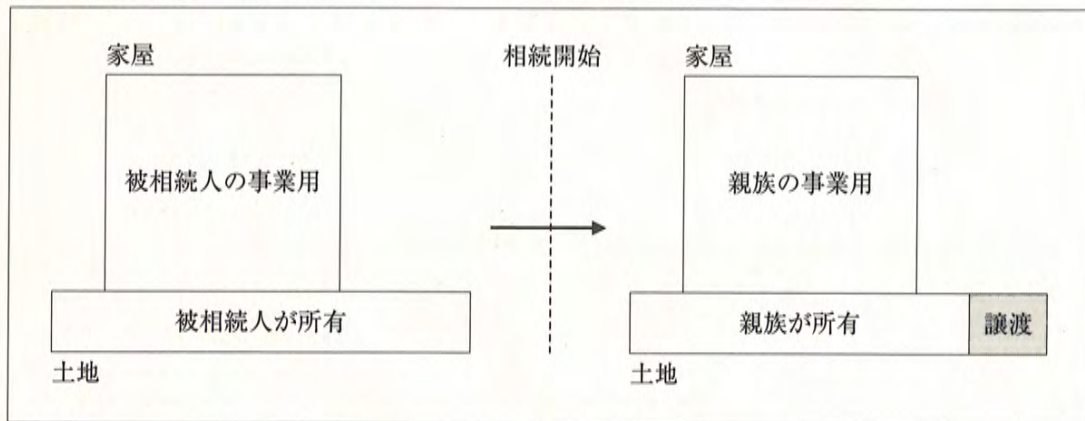 家屋
被相続人の事業用
被相続人が所有
土地
相続開始
家屋
親族の事業用
親族が所有
譲渡
土地